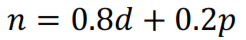 n = 0.8d + 0.2p